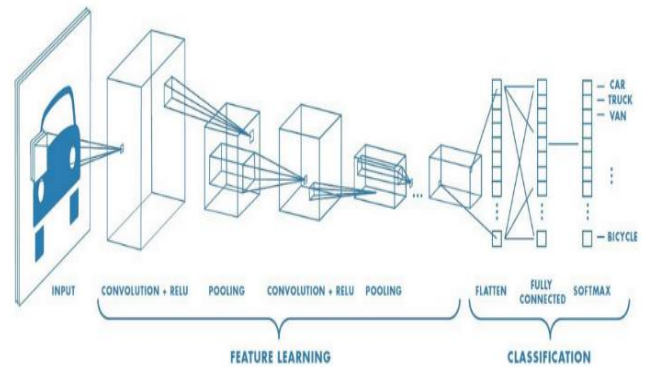 CAR
TRUCK
VAN
BICYCLE
INPUT
CONVOLUTION + RELU
POOLING
CONVOLUTION + RELU
POOLING
FLATTEN
FULLY
CONNECTED
SOFTMAX
FEATURE LEARNING
CLASSIFICATION